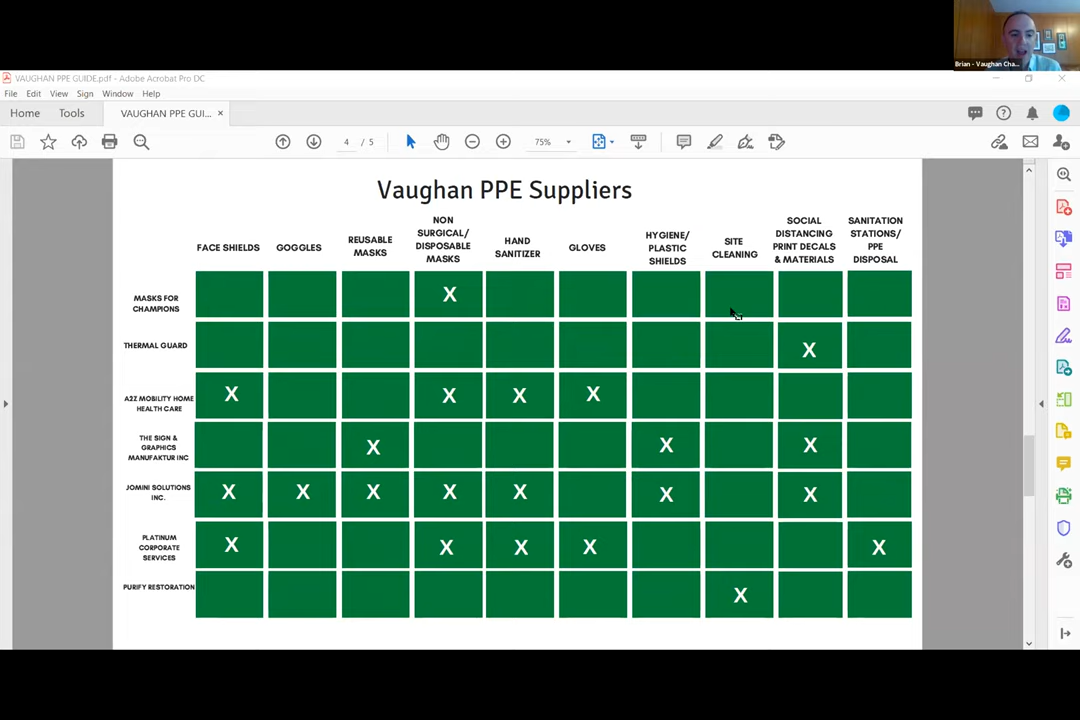 Brian - Vaughan Cha...
VAUGHAN PPE GUIDE.pdf - Adobe Acrobat Pro DC
File Edit View Sign Window Help
Home Tools VAUGHAN PPE GUI... ×
4 / 5 75%
Vaughan PPE Suppliers
FACE SHIELDS
GOGGLES
REUSABLE
MASKS
NON
SURGICAL/
DISPOSABLE
MASKS
HAND
SANITIZER
GLOVES
HYGIENE/
PLASTIC
SHIELDS
SITE
CLEANING
SOCIAL
DISTANCING
PRINT DECALS
& MATERIALS
SANITATION
STATIONS/
PPE
DISPOSAL
MASKS FOR
CHAMPIONS
X
THERMAL GUARD
X
A2Z MOBILITY HOME
HEALTH CARE
X X X X
THE SIGN &
GRAPHICS
MANUFAKTUR INC
X X X
JOMINI SOLUTIONS
INC.
X X X X X X X
PLATINUM
CORPORATE
SERVICES
X X X X X
PURIFY RESTORATION
X